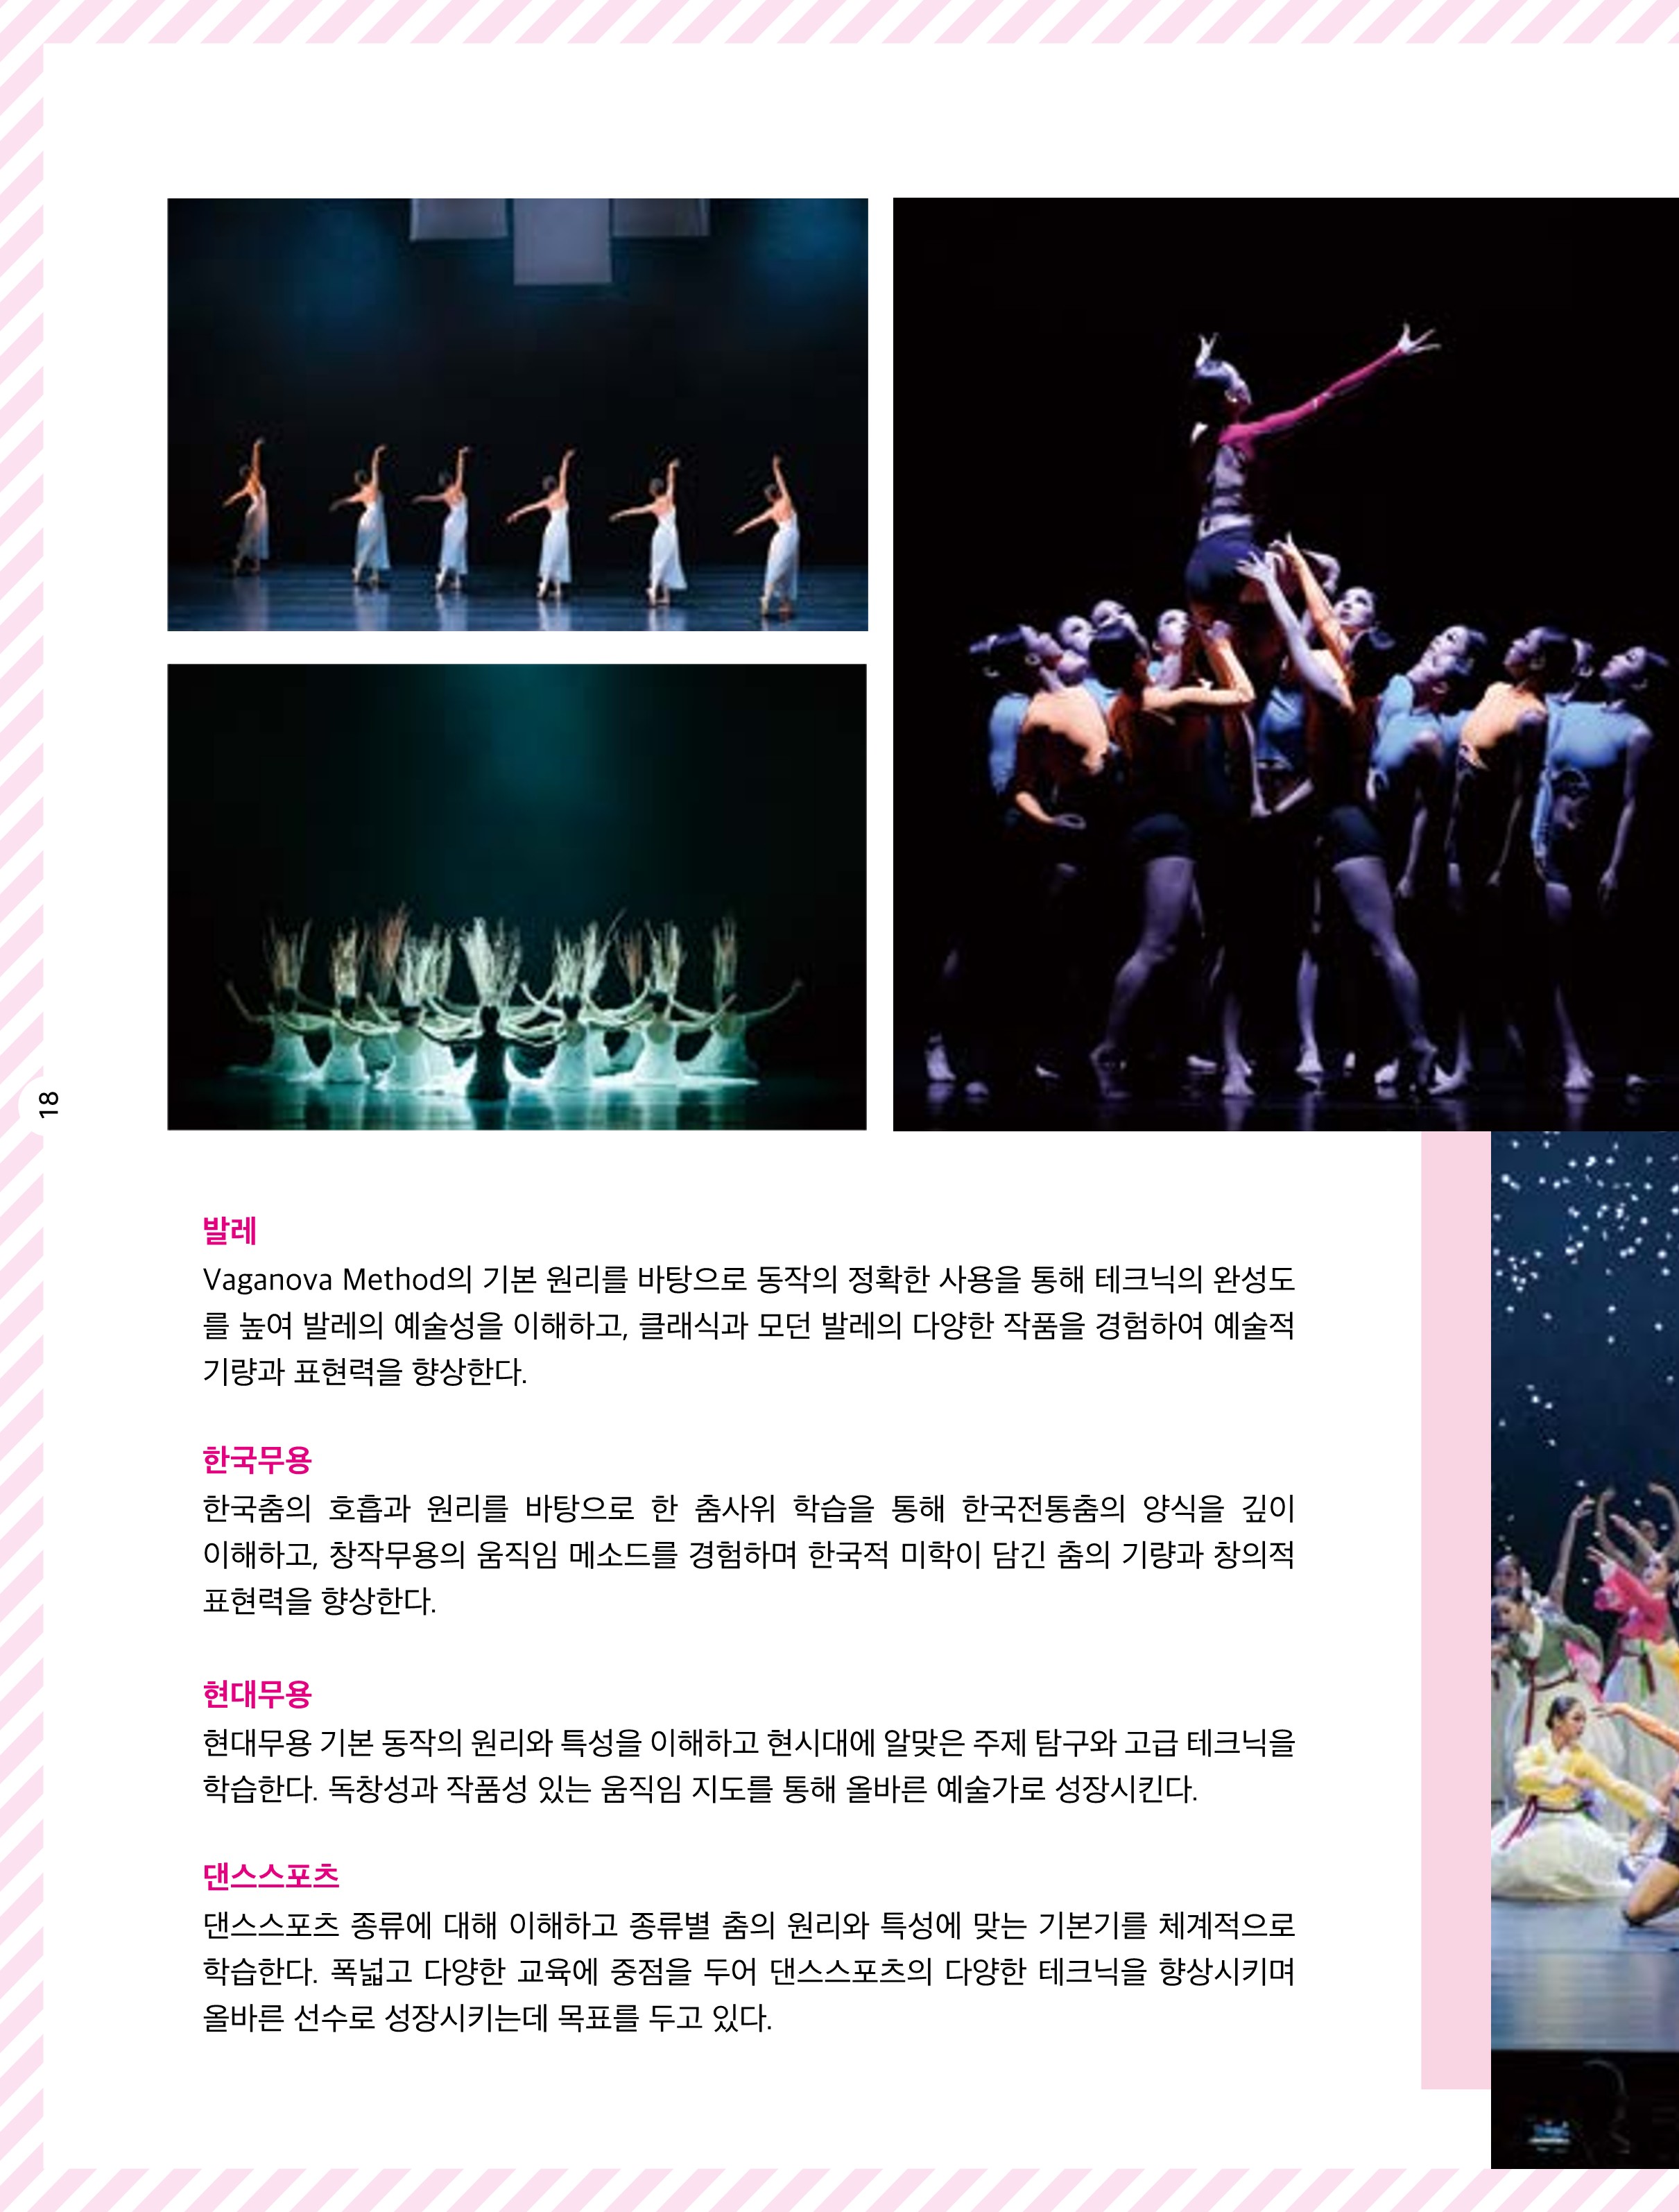 18
발레
Vaganova Method의 기본 원리를 바탕으로 동작의 정확한 사용을 통해 테크닉의 완성도
를 높여 발레의 예술성을 이해하고, 클래식과 모던 발레의 다양한 작품을 경험하여 예술적
기량과 표현력을 향상한다.
한국무용
한국춤의 호흡과 원리를 바탕으로 한 춤사위 학습을 통해 한국전통춤의 양식을 깊이
이해하고, 창작무용의 움직임 메소드를 경험하며 한국적 미학이 담긴 춤의 기량과 창의적
표현력을 향상한다.
현대무용
현대무용 기본 동작의 원리와 특성을 이해하고 현시대에 알맞은 주제 탐구와 고급 테크닉을
학습한다. 독창성과 작품성 있는 움직임 지도를 통해 올바른 예술가로 성장시킨다.
댄스스포츠
댄스스포츠 종류에 대해 이해하고 종류별 춤의 원리와 특성에 맞는 기본기를 체계적으로
학습한다. 폭넓고 다양한 교육에 중점을 두어 댄스스포츠의 다양한 테크닉을 향상시키며
올바른 선수로 성장시키는데 목표를 두고 있다.